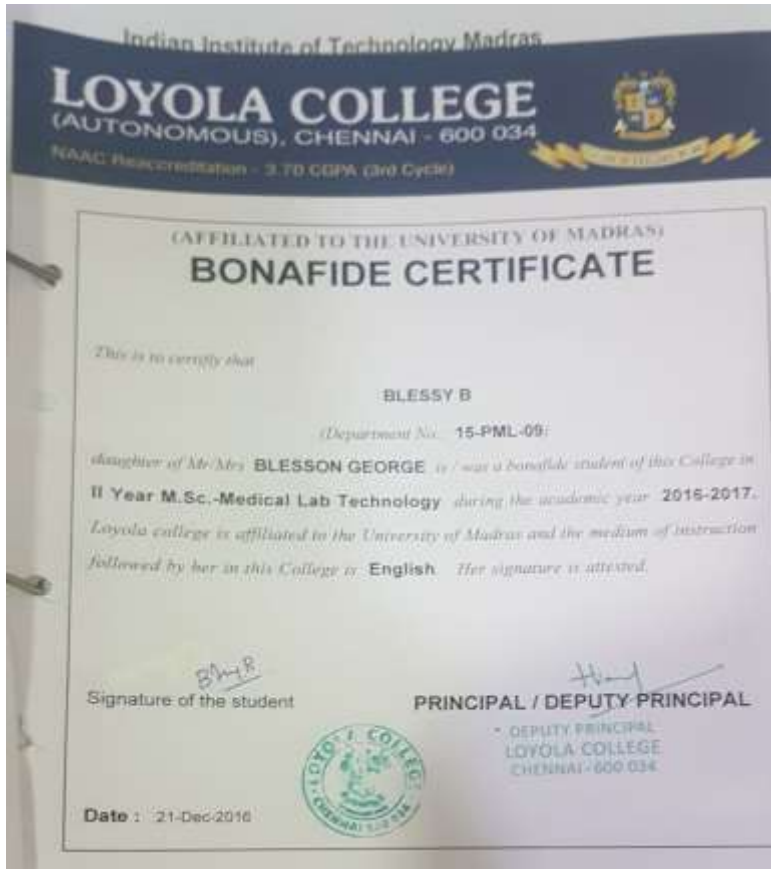 Indian Institute of Technology Madras
LOYOLA COLLEGE
(AUTONOMOUS), CHENNAI - 600 034
NAAC Reaccreditation - 3.70 CGPA (3rd Cycle)
(AFFILIATED TO THE UNIVERSITY OF MADRAS)
BONAFIDE CERTIFICATE
This is to certify that
BLESSY B
(Department No. 15-PML-09)
daughter of Mr/Mrs BLESSON GEORGE is / was a bonafide student of this College in
II Year M.Sc.-Medical Lab Technology during the academic year 2016-2017.
Loyola college is affiliated to the University of Madras and the medium of instruction
followed by her in this College is English. Her signature is attested.
Signature of the student
PRINCIPAL / DEPUTY PRINCIPAL
DEPUTY PRINCIPAL
LOYOLA COLLEGE
CHENNAI-600 034
LOYOLA COLLEGE
CHENNAI 600 034
Date : 21-Dec-2016